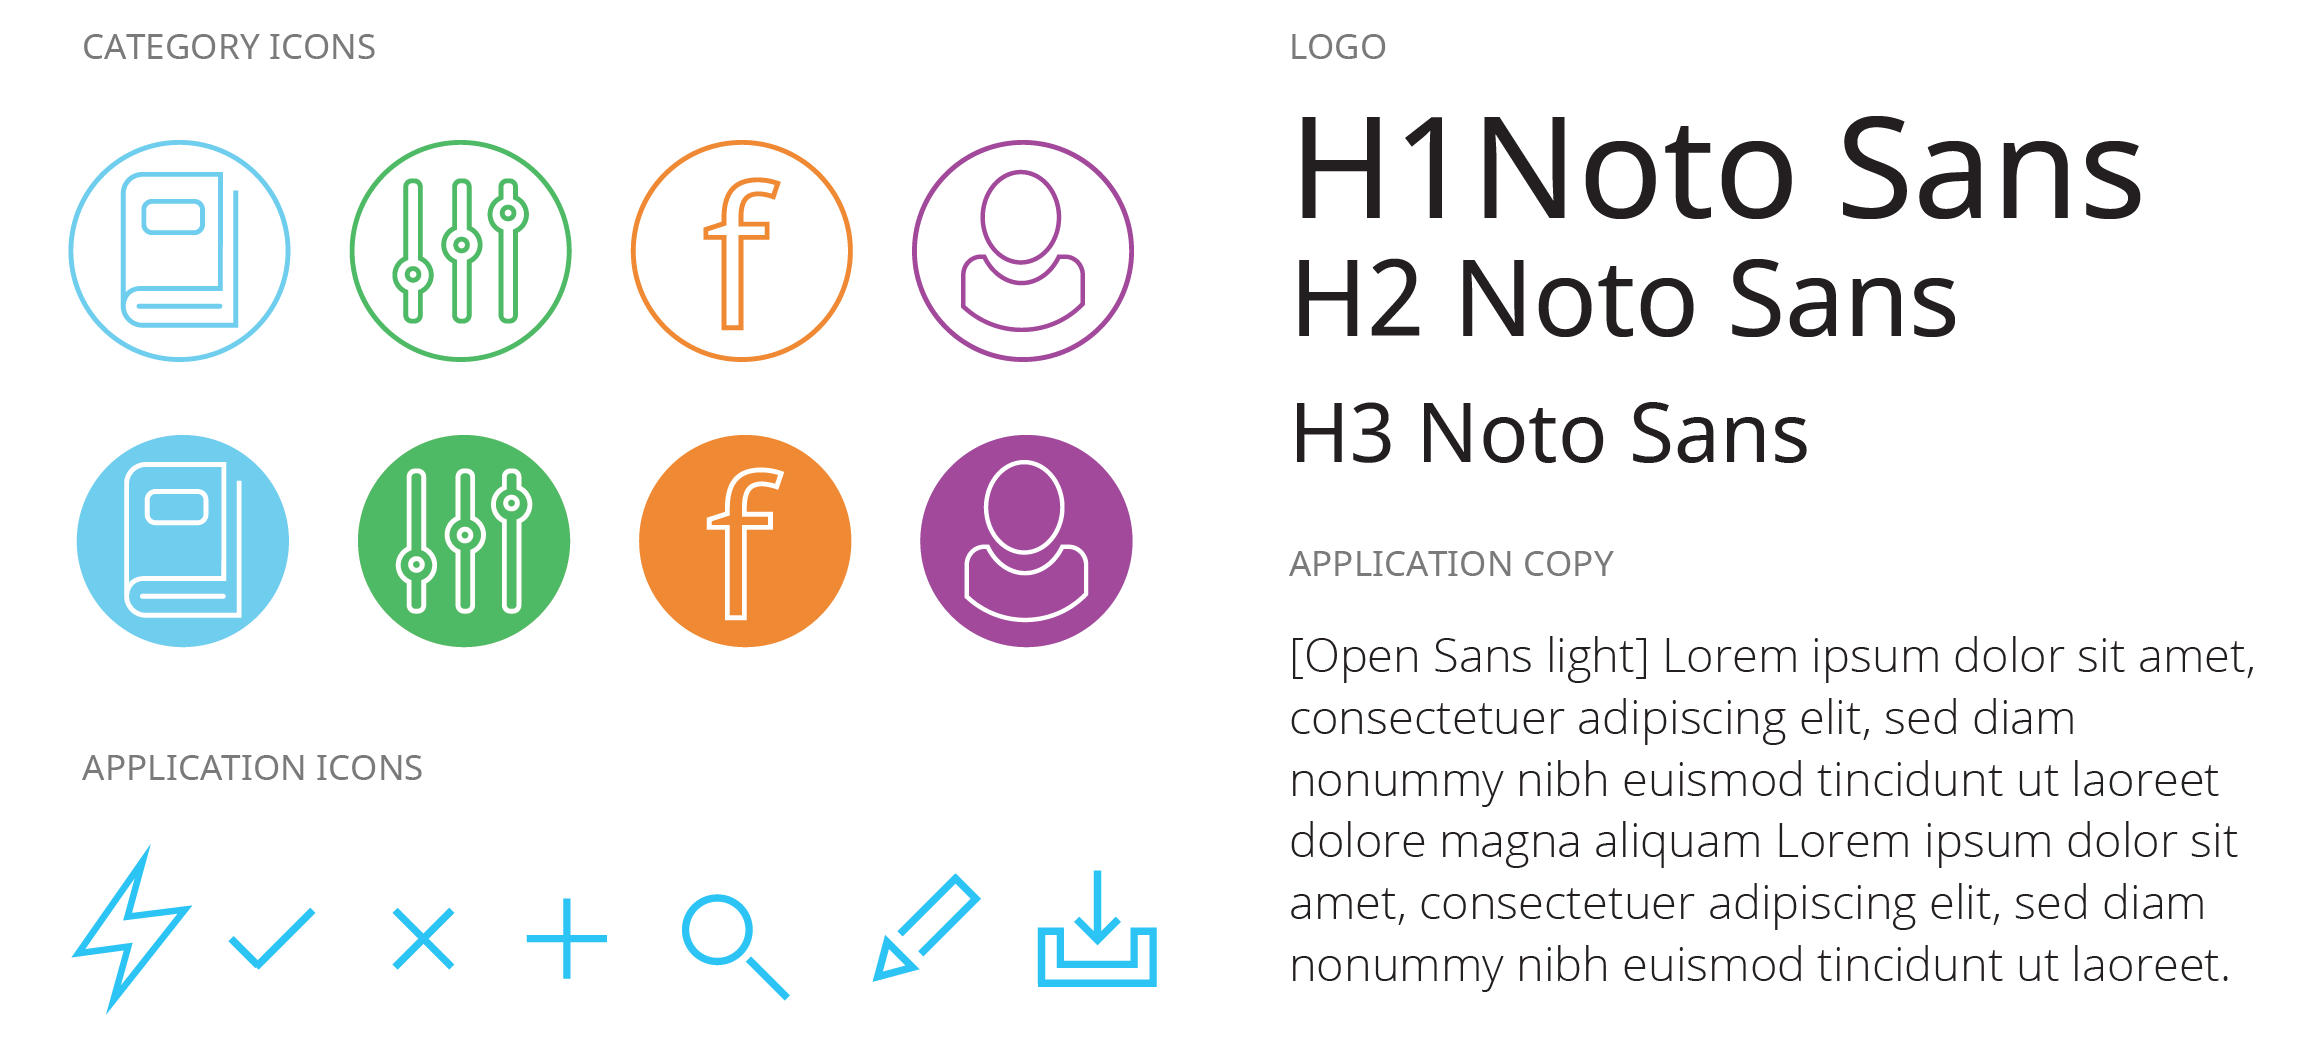 CATEGORY ICONS
APPLICATION ICONS
LOGO
H1Noto Sans
H2 Noto Sans
H3 Noto Sans
APPLICATION COPY
[Open Sans light] Lorem ipsum dolor sit amet,
consectetuer adipiscing elit, sed diam
nonummy nibh euismod tincidunt ut laoreet
dolore magna aliquam Lorem ipsum dolor sit
amet, consectetuer adipiscing elit, sed diam
nonummy nibh euismod tincidunt ut laoreet.